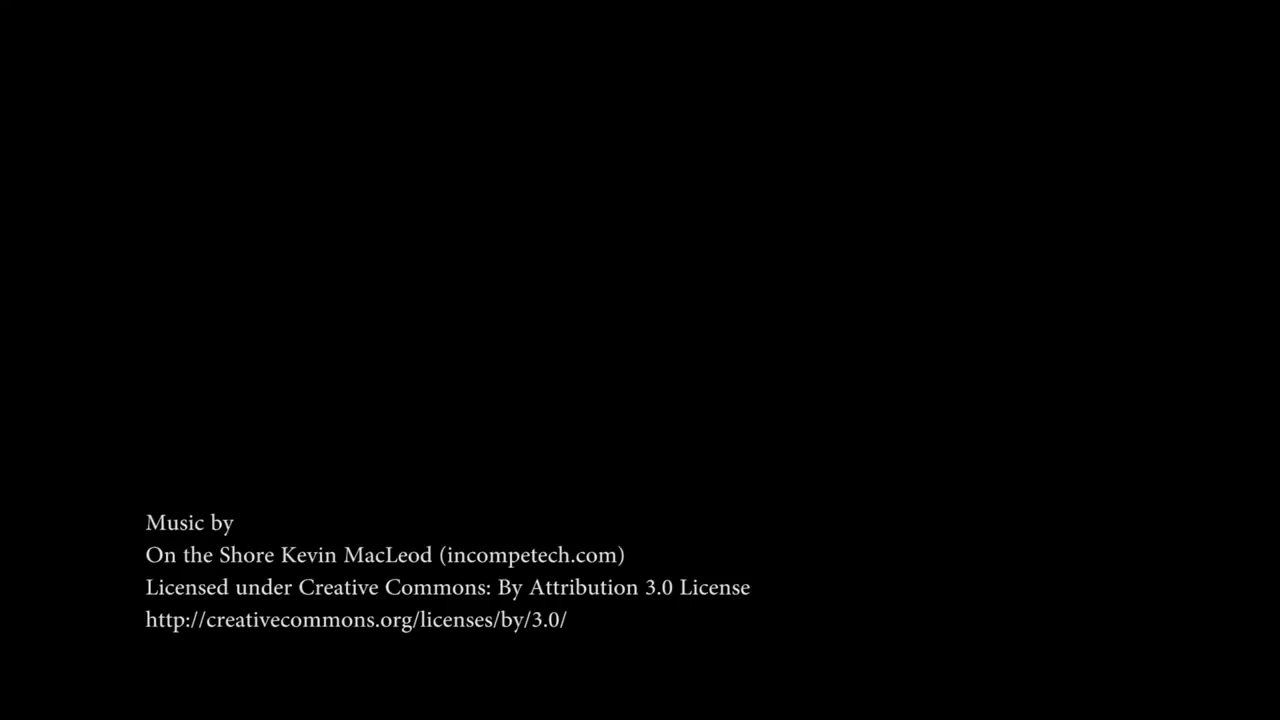 Music by
On the Shore Kevin MacLeod (incompetech.com)
Licensed under Creative Commons: By Attribution 3.0 License
http://creativecommons.org/licenses/by/3.0/